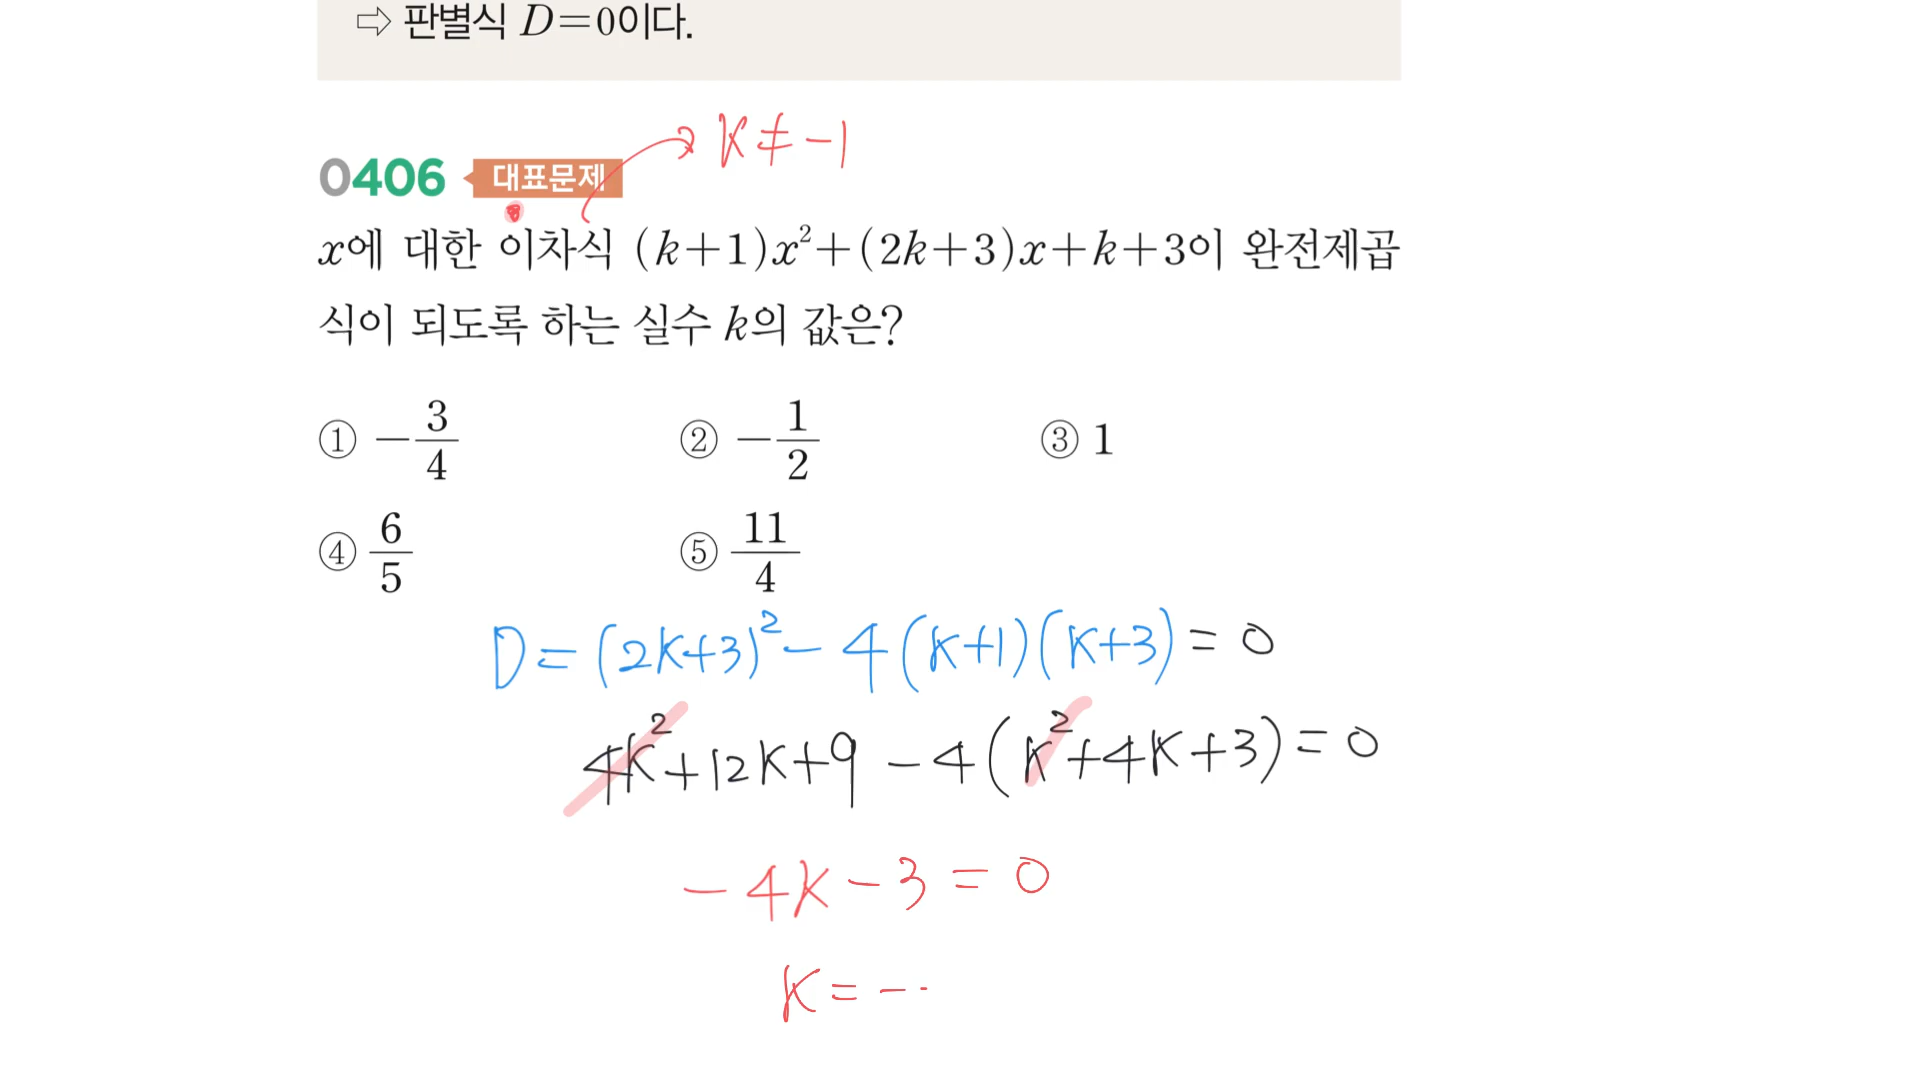 ⇨ 판별식 D=0이다.
k≠-1
0406 대표문제
x에 대한 이차식 (k+1)x²+(2k+3)x+k+3이 완전제곱
식이 되도록 하는 실수 k의 값은?
① -3/4 ② -1/2 ③ 1
④ 6/5 ⑤ 11/4
D=(2k+3)²-4(k+1)(k+3)=0
4k²+12k+9-4(k²+4k+3)=0
-4k-3=0
k=-